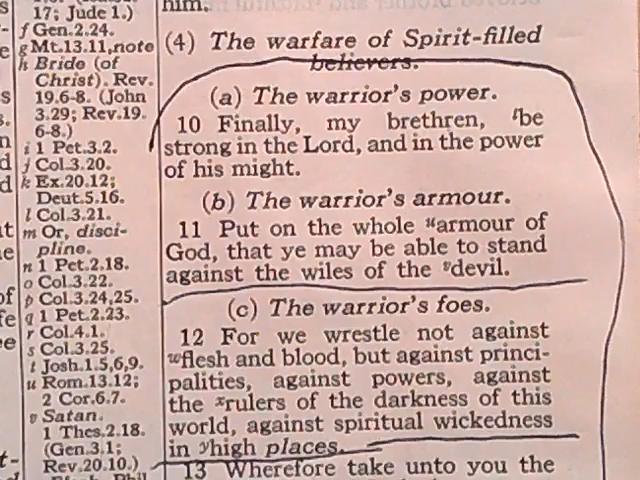 17; Jude 1.)
f Gen.2.24.
g Mt.13.11,note
h Bride (of
Christ). Rev.
19.6-8. (John
3.29; Rev.19.
6-8.)
i 1 Pet.3.2.
j Col.3.20.
k Ex.20.12;
Deut.5.16.
l Col.3.21.
m Or, disci-
pline.
n 1 Pet.2.18.
o Col.3.22.
p Col.3.24,25.
q 1 Pet.2.23.
r Col.4.1.
s Col.3.25.
t Josh.1.5,6,9.
u Rom.13.12;
2 Cor.6.7.
v Satan.
1 Thes.2.18.
(Gen.3.1;
Rev.20.10.)
him.
(4) The warfare of Spirit-filled
believers.
(a) The warrior's power.
10 Finally, my brethren, tbe
strong in the Lord, and in the power
of his might.
(b) The warrior's armour.
11 Put on the whole uarmour of
God, that ye may be able to stand
against the wiles of the vdevil.
(c) The warrior's foes.
12 For we wrestle not against
wflesh and blood, but against princi-
palities, against powers, against
the xrulers of the darkness of this
world, against spiritual wickedness
in yhigh places.
13 Wherefore take unto you the